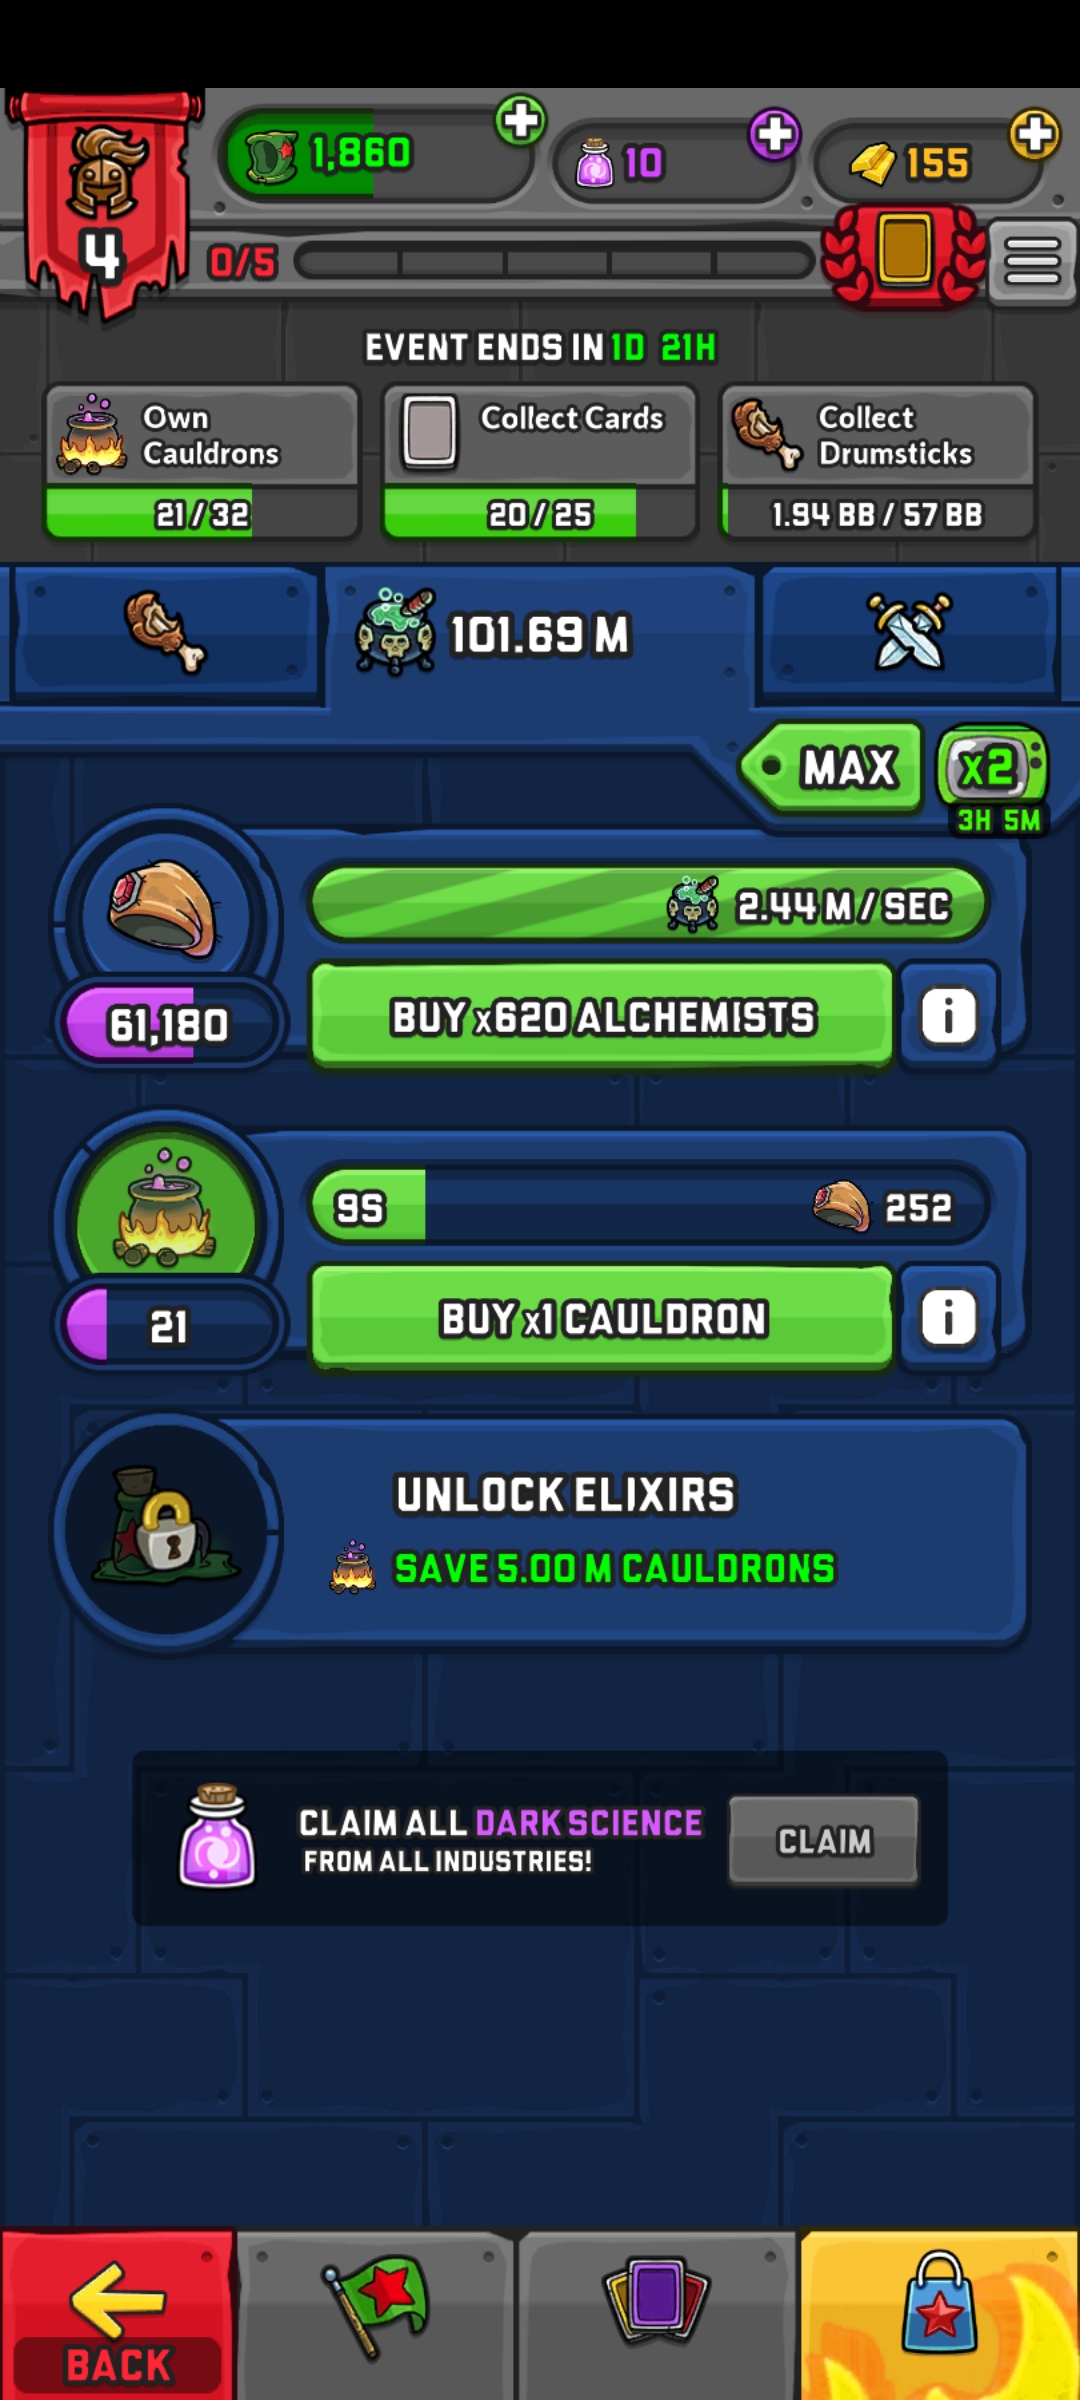 1,860
10
155
4
0/5
EVENT ENDS IN 1D 21H
Own
Cauldrons
21 / 32
Collect Cards
20 / 25
Collect
Drumsticks
1.94 BB / 57 BB
101.69 M
MAX
x2
3H 5M
2.44 M / SEC
61,180
BUY x620 ALCHEMISTS
i
9S
252
21
BUY x1 CAULDRON
i
UNLOCK ELIXIRS
SAVE 5.00 M CAULDRONS
CLAIM ALL DARK SCIENCE
FROM ALL INDUSTRIES!
CLAIM
BACK